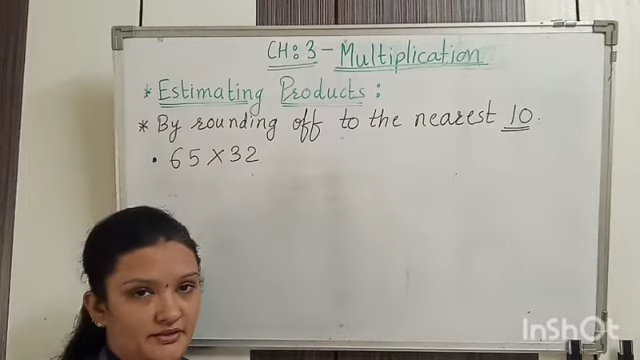 CH: 3 - Multiplication
* Estimating Products:
* By rounding off to the nearest 10.
• 65 X 32
InShot